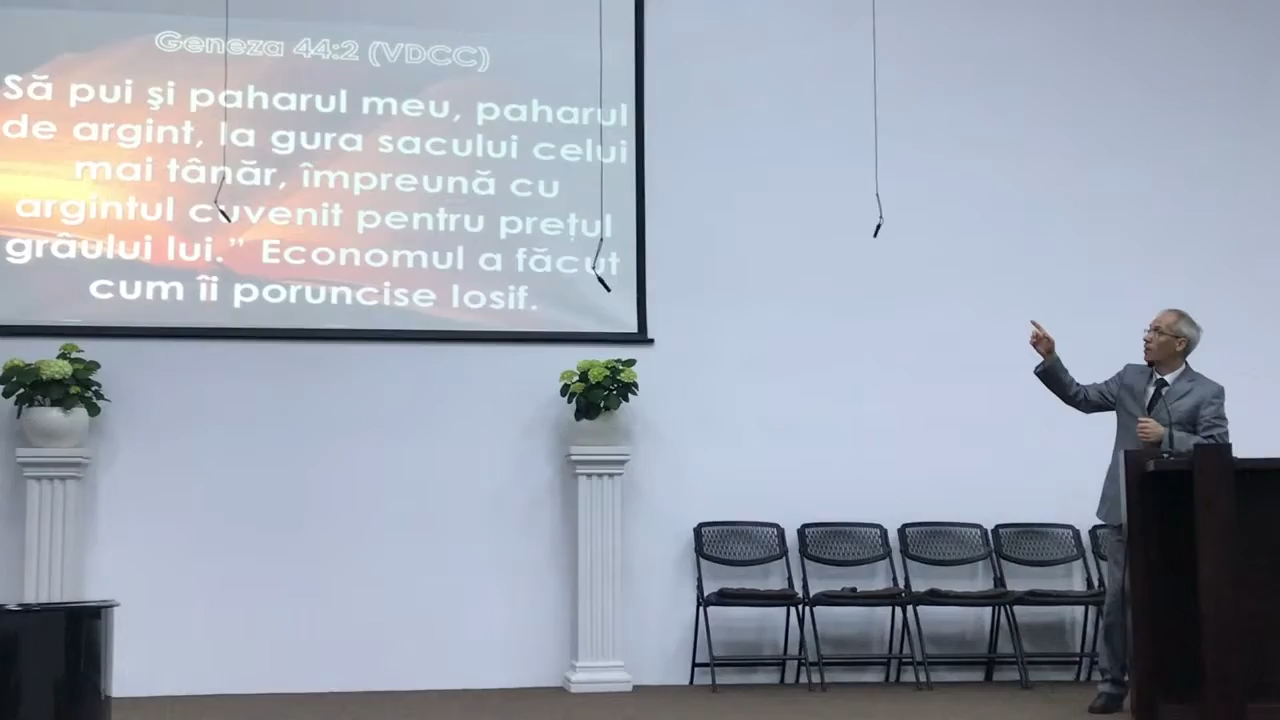 Geneza 44:2 (VDCC)
Să pui şi paharul meu, paharul
de argint, la gura sacului celui
mai tânăr, împreună cu
argintul cuvenit pentru prețul
grâului lui.” Economul a făcut
cum îi poruncise Iosif.